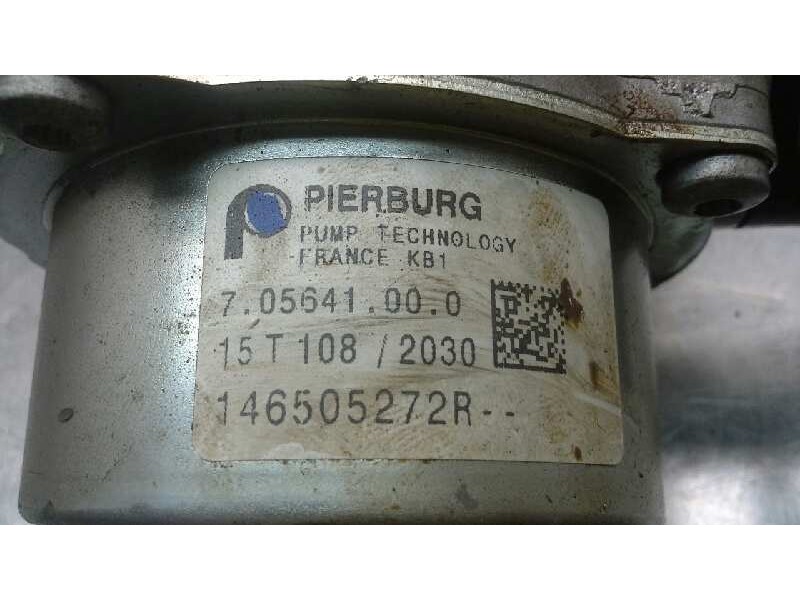 PIERBURG
PUMP TECHNOLOGY
FRANCE KB1
7.05641.00.0
15 T 108 / 2030
146505272R--